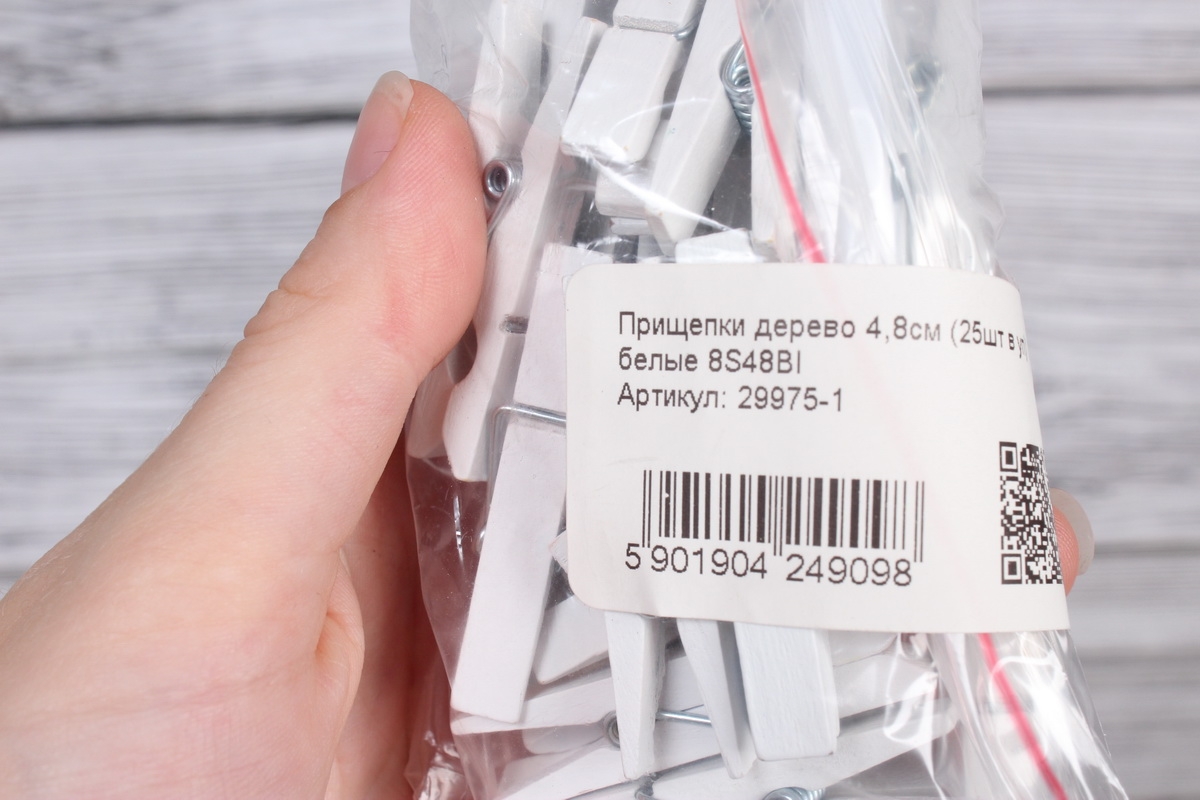 Прищепки дерево 4,8см (25шт в
белые 8S48BI
Артикул: 29975-1
5 901904 249098